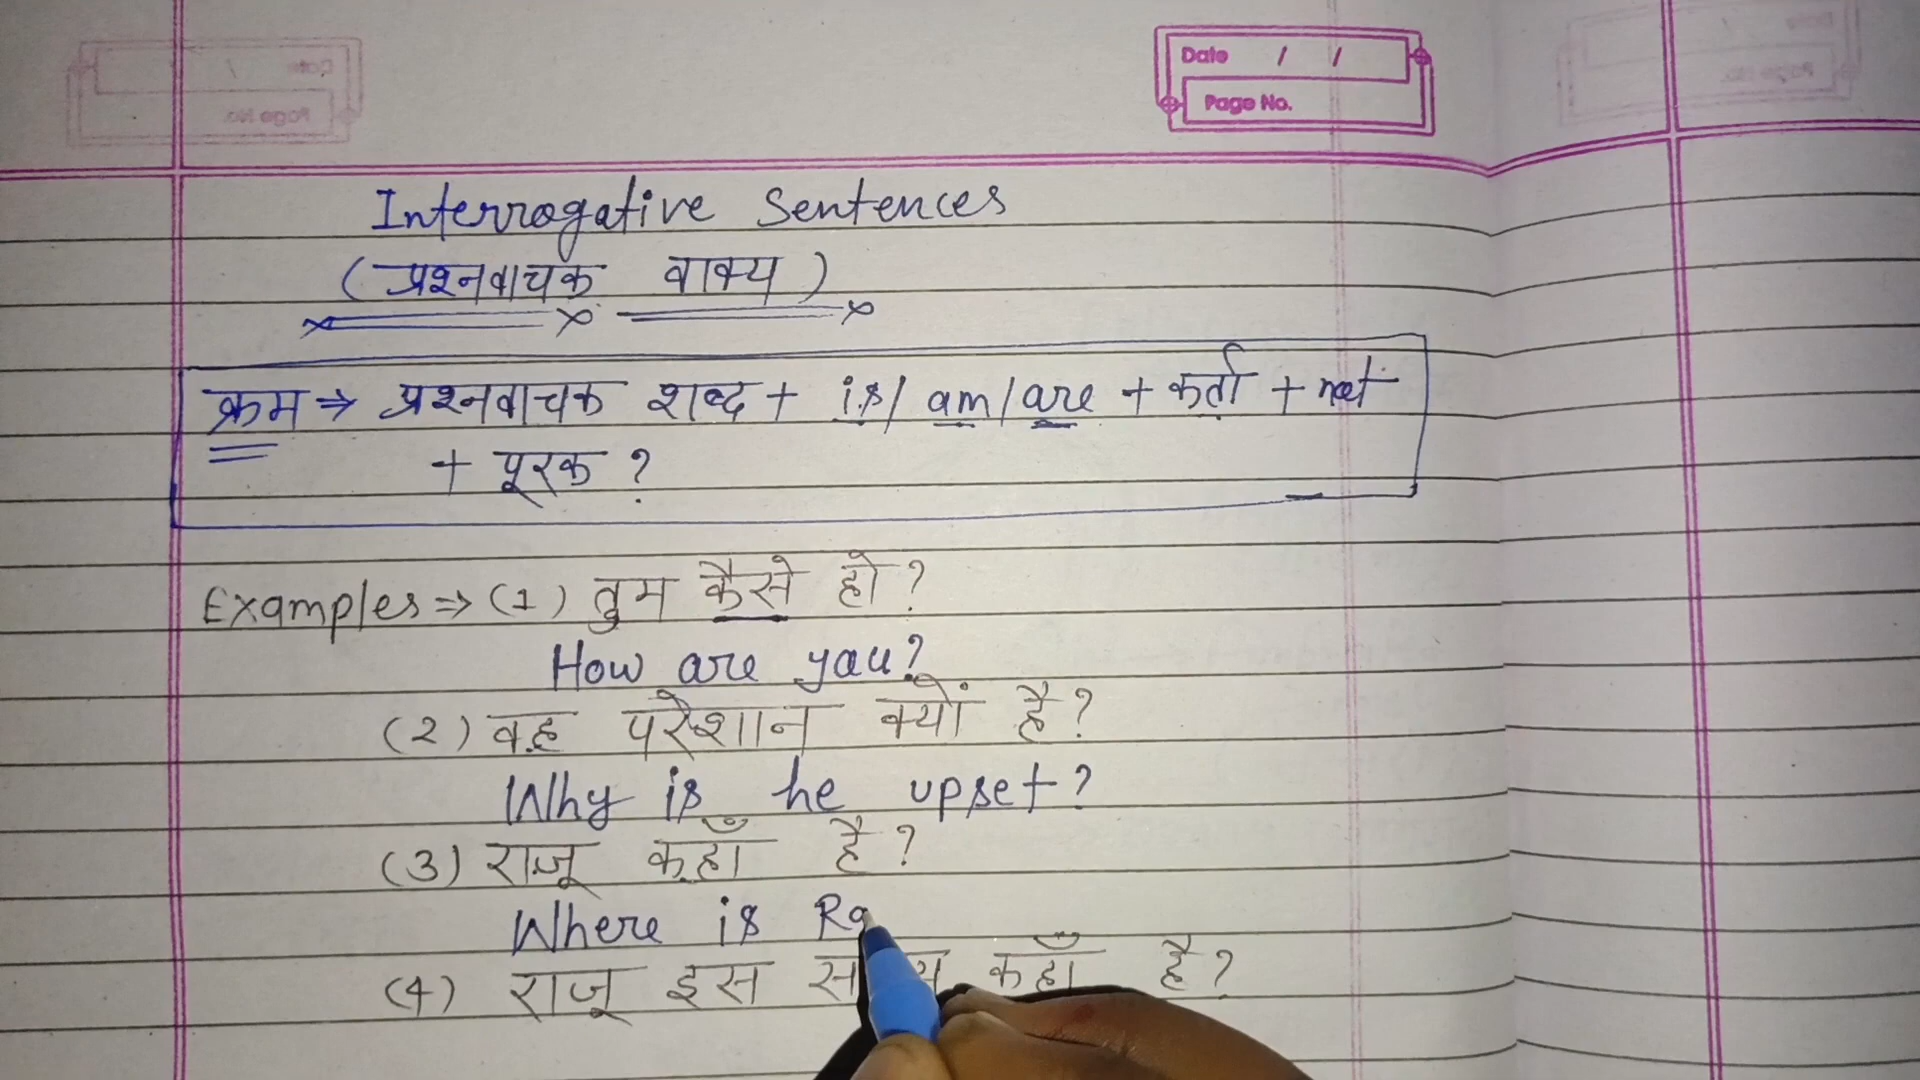 Date / /
Page No.
Interrogative Sentences
(प्रश्नवाचक वाक्य)
क्रम ⇒ प्रश्नवाचक शब्द + is/ am/are + कर्ता + not
+ पूरक ?
Examples ⇒ (1) तुम कैसे हो?
How are you?
(2) वह परेशान क्यों है?
Why is he upset?
(3) राजू कहाँ है?
Where is Ra
(4) राजू इस कहाँ है?